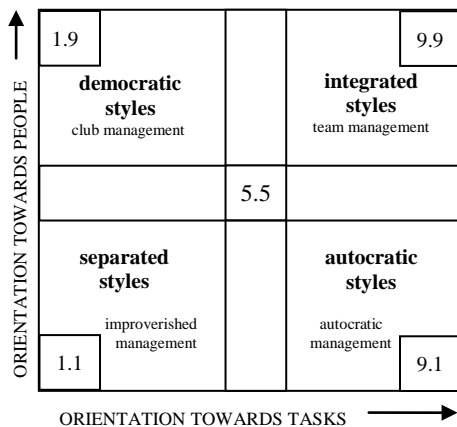 ORIENTATION TOWARDS PEOPLE
1.9
9.9
democratic
styles
club management
integrated
styles
team management
5.5
separated
styles
improverished
management
autocratic
styles
autocratic
management
1.1
9.1
ORIENTATION TOWARDS TASKS